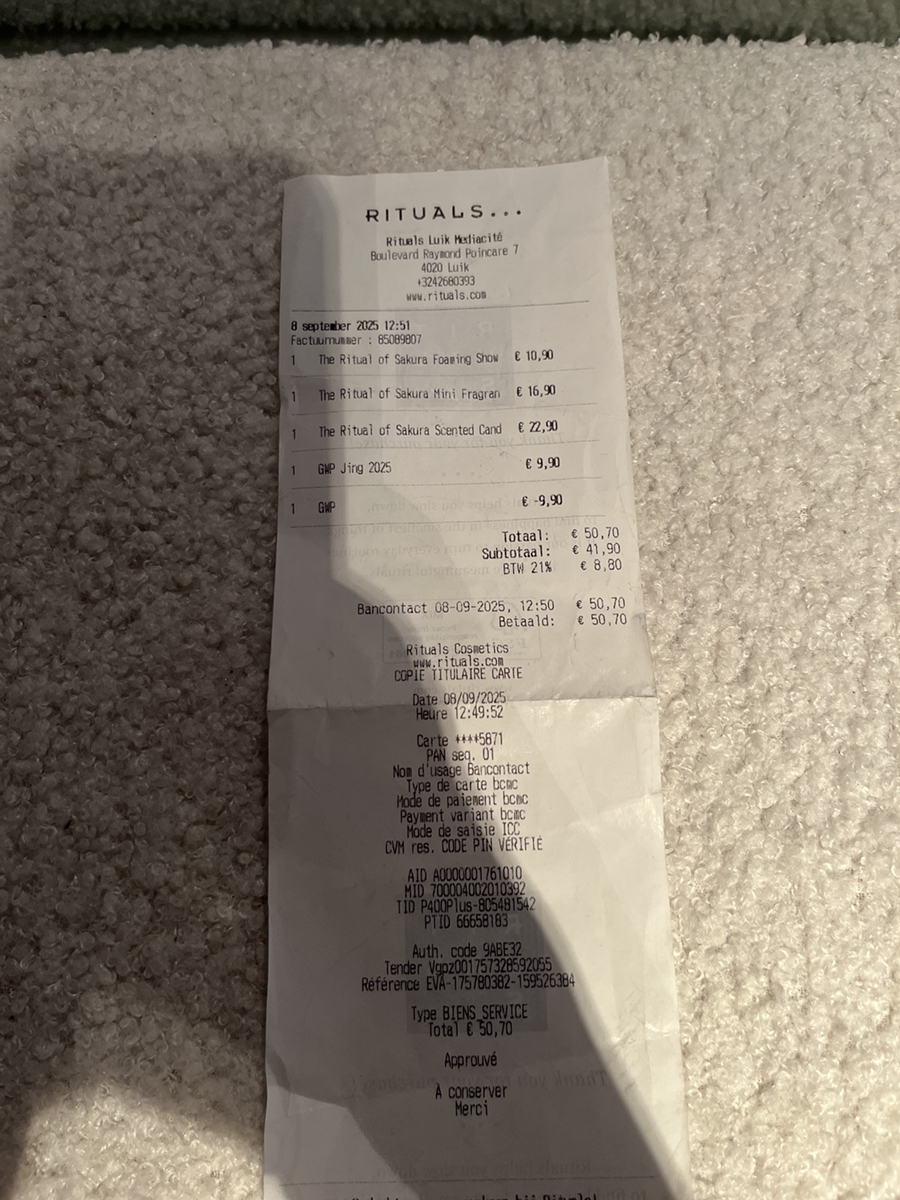 RITUALS...
Rituals Luik Mediacité
Boulevard Raymond Poincare 7
4020 Luik
+3242680393
www.rituals.com
8 september 2025 12:51
Factuurnummer : 85089807
1 The Ritual of Sakura Foaming Show € 10,90
1 The Ritual of Sakura Mini Fragran € 16,90
1 The Ritual of Sakura Scented Cand € 22,90
1 GWP Jing 2025 € 9,90
1 GWP € -9,90
Totaal: € 50,70
Subtotaal: € 41,90
BTW 21% € 8,80
Bancontact 08-09-2025, 12:50 € 50,70
Betaald: € 50,70
Rituals Cosmetics
www.rituals.com
COPIE TITULAIRE CARTE
Date 08/09/2025
Heure 12:49:52
Carte ****5871
PAN seq. 01
Nom d'usage Bancontact
Type de carte bcmc
Mode de paiement bcmc
Payment variant bcmc
Mode de saisie ICC
CVM res. CODE PIN VÉRIFIÉ
AID A0000001761010
MID 700004002010392
TID P400Plus-805481542
PTID 66658183
Auth. code 9ABE32
Tender Vgpz001757328592055
Référence EVA-175780382-159526384
Type BIENS_SERVICE
Total € 50,70
Approuvé
À conserver
Merci